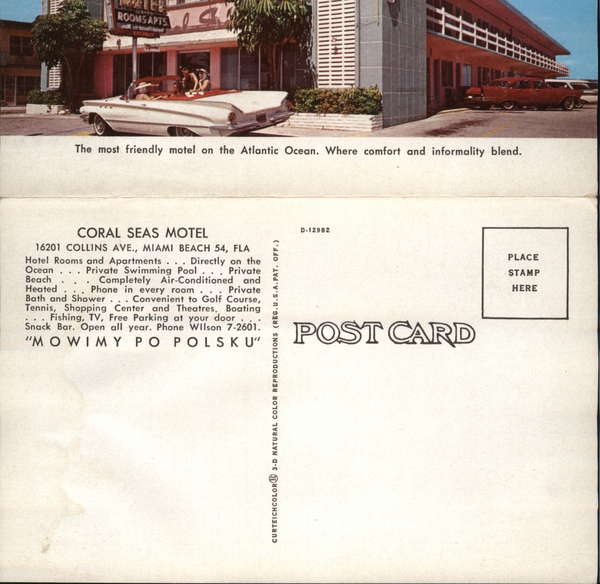 ROOMS APTS
The most friendly motel on the Atlantic Ocean. Where comfort and informality blend.
CORAL SEAS MOTEL
16201 COLLINS AVE., MIAMI BEACH 54, FLA
Hotel Rooms and Apartments . . . Directly on the
Ocean . . . Private Swimming Pool . . . Private
Beach . . . Completely Air-Conditioned and
Heated . . . Phone in every room . . . Private
Bath and Shower . . . Convenient to Golf Course,
Tennis, Shopping Center and Theatres, Boating
. . . Fishing, TV, Free Parking at your door . . .
Snack Bar. Open all year. Phone WIlson 7-2601.
"MOWIMY PO POLSKU"
CURTEICHCOLOR® 3-D NATURAL COLOR REPRODUCTIONS (REG. U.S.A. PAT. OFF.)
D-12982
POST CARD
PLACE
STAMP
HERE